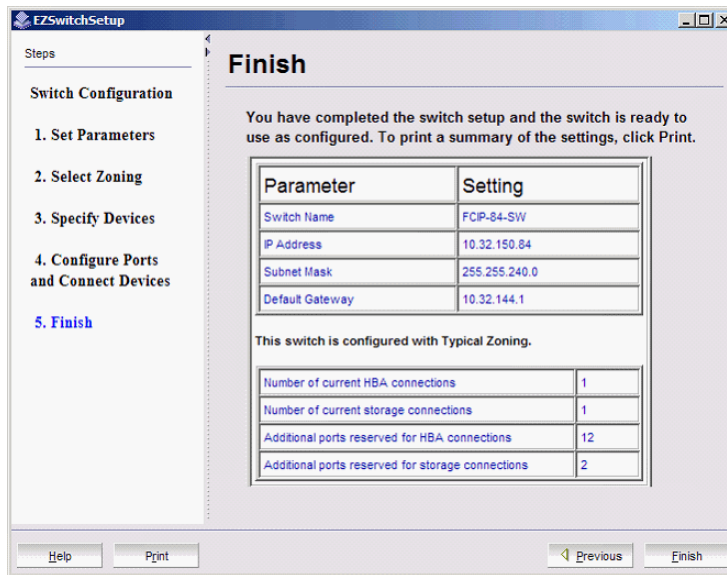 EZSwitchSetup
Steps
Switch Configuration
1. Set Parameters
2. Select Zoning
3. Specify Devices
4. Configure Ports
and Connect Devices
5. Finish
Finish
You have completed the switch setup and the switch is ready to
use as configured. To print a summary of the settings, click Print.
Parameter Setting
Switch Name FCIP-84-SW
IP Address 10.32.150.84
Subnet Mask 255.255.240.0
Default Gateway 10.32.144.1
This switch is configured with Typical Zoning.
Number of current HBA connections 1
Number of current storage connections 1
Additional ports reserved for HBA connections 12
Additional ports reserved for storage connections 2
Help Print Previous Finish